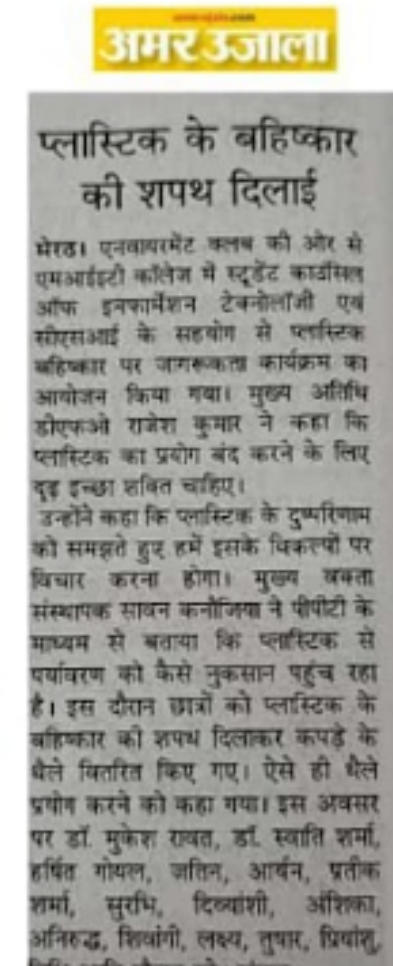 अमर उजाला
प्लास्टिक के बहिष्कार
की शपथ दिलाई
मेरठ। एनवायरमेंट क्लब की ओर से
एमआईइटी कॉलेज में स्टूडेंट काउंसिल
ऑफ इनफार्मेशन टेक्नोलॉजी एवं
सीएसआई के सहयोग से प्लास्टिक
बहिष्कार पर जागरूकता कार्यक्रम का
आयोजन किया गया। मुख्य अतिथि
डीएफओ राजेश कुमार ने कहा कि
प्लास्टिक का प्रयोग बंद करने के लिए
दृढ़ इच्छा शक्ति चाहिए।
उन्होंने कहा कि प्लास्टिक के दुष्परिणाम
को समझते हुए हमें इसके विकल्पों पर
विचार करना होगा। मुख्य वक्ता
संस्थापक सावन कनौजिया ने पीपीटी के
माध्यम से बताया कि प्लास्टिक से
पर्यावरण को कैसे नुकसान पहुंच रहा
है। इस दौरान छात्रों को प्लास्टिक के
बहिष्कार की शपथ दिलाकर कपड़े के
थैले वितरित किए गए। ऐसे ही थैले
प्रयोग करने को कहा गया। इस अवसर
पर डॉ. मुकेश रावत, डॉ. स्वाति शर्मा,
हर्षित गोयल, जतिन, आर्यन, प्रतीक
शर्मा, सुरभि, दिव्यांशी, अंशिका,
अनिरुद्ध, शिवांगी, लक्ष्य, तुषार, प्रियांशु,